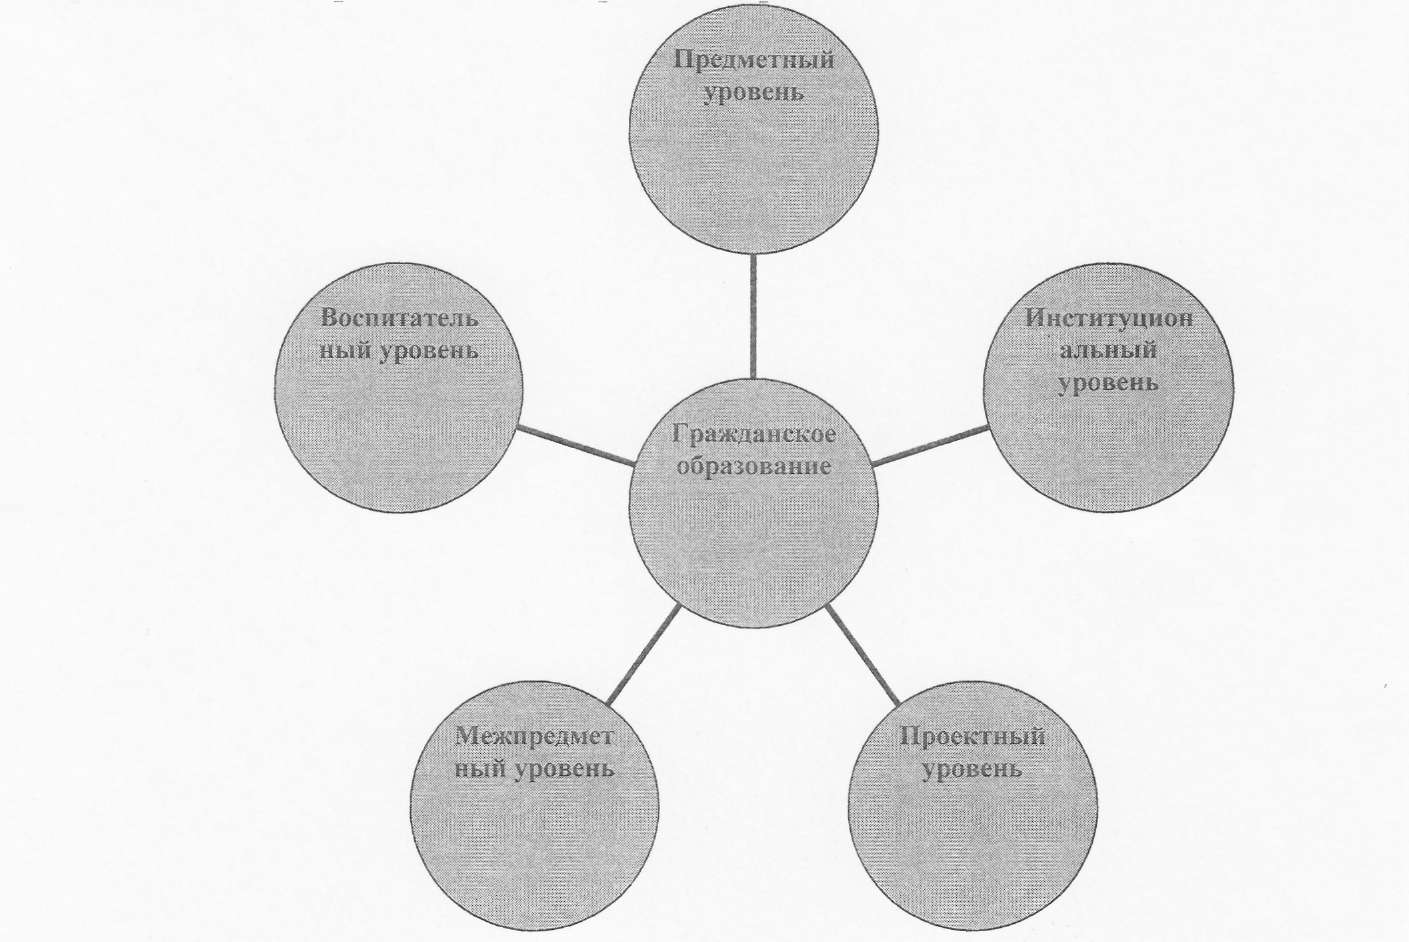 Предметный
уровень
Воспитатель
ный уровень
Институцион
альный
уровень
Гражданское
образование
Межпредмет
ный уровень
Проектный
уровень